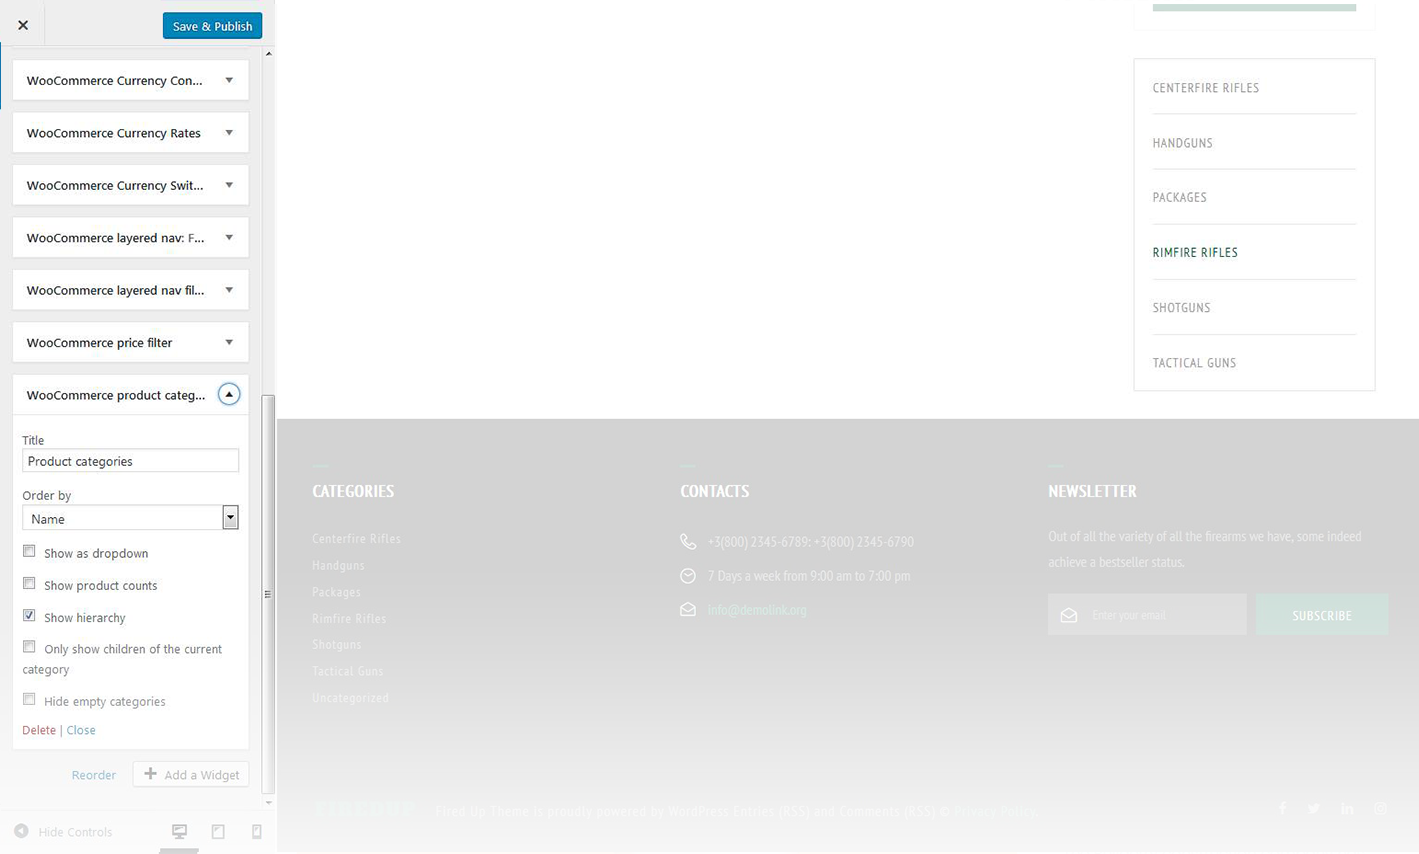 Save & Publish
WooCommerce Currency Con...
WooCommerce Currency Rates
WooCommerce Currency Swit...
WooCommerce layered nav: F...
WooCommerce layered nav fil...
WooCommerce price filter
WooCommerce product categ...
Title
Product categories
Order by
Name
Show as dropdown
Show product counts
Show hierarchy
Only show children of the current
category
Hide empty categories
Delete | Close
Reorder
Add a Widget
Hide Controls
CENTERFIRE RIFLES
HANDGUNS
PACKAGES
RIMFIRE RIFLES
SHOTGUNS
TACTICAL GUNS
CATEGORIES
Centerfire Rifles
Handguns
Packages
Rimfire Rifles
Shotguns
Tactical Guns
Uncategorized
CONTACTS
+3(800) 2345-6789; +3(800) 2345-6790
7 Days a week from 9:00 am to 7:00 pm
info@demolink.org
NEWSLETTER
Out of all the variety of all the firearms we have, some indeed
achieve a bestseller status.
Enter your email
SUBSCRIBE
Fired Up Theme is proudly powered by WordPress Entries (RSS) and Comments (RSS) © Privacy Policy